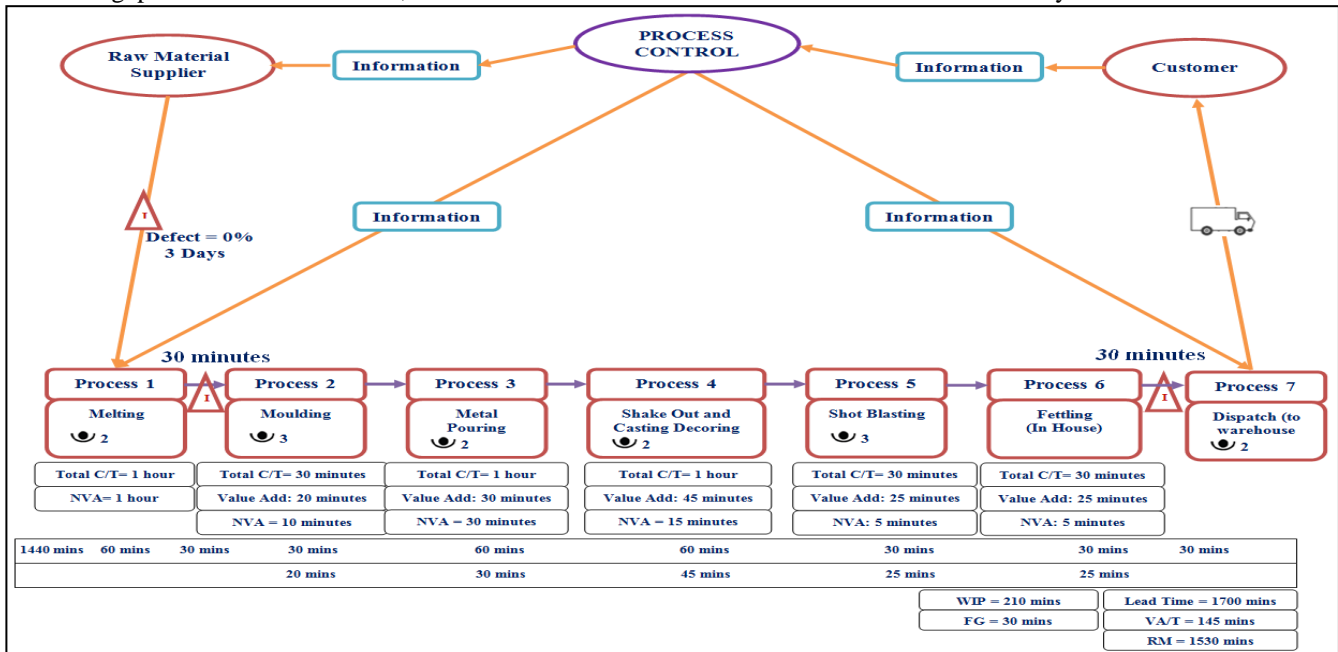 PROCESS
CONTROL
Raw Material
Supplier
Information
Information
Customer
Information
Information
I
Defect = 0%
3 Days
30 minutes
30 minutes
Process 1
I
Process 2
Process 3
Process 4
Process 5
Process 6
I
Process 7
Melting
2
Moulding
3
Metal
Pouring
2
Shake Out and
Casting Decoring
2
Shot Blasting
3
Fettling
(In House)
Dispatch (to
warehouse
2
Total C/T= 1 hour
NVA= 1 hour
Total C/T= 30 minutes
Value Add: 20 minutes
NVA = 10 minutes
Total C/T= 1 hour
Value Add: 30 minutes
NVA = 30 minutes
Total C/T= 1 hour
Value Add: 45 minutes
NVA = 15 minutes
Total C/T= 30 minutes
Value Add: 25 minutes
NVA: 5 minutes
Total C/T= 30 minutes
Value Add: 25 minutes
NVA: 5 minutes
1440 mins 60 mins 30 mins 30 mins 60 mins 60 mins 30 mins 30 mins 30 mins
20 mins 30 mins 45 mins 25 mins 25 mins
WIP = 210 mins
FG = 30 mins
Lead Time = 1700 mins
VA/T = 145 mins
RM = 1530 mins